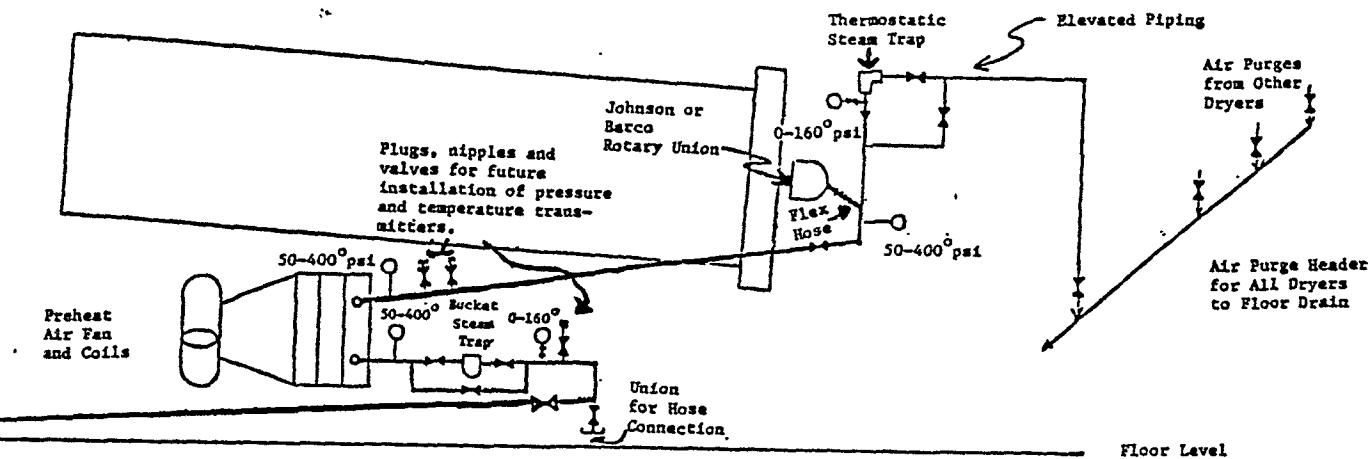 Thermostatic
Steam Trap
Elevated Piping
Air Purges
from Other
Dryers
Johnson or
Barco
Rotary Union
0-160°psi
Plugs, nipples and
valves for future
installation of pressure
and temperature trans-
mitters.
Flex
Hose
50-400°psi
50-400°psi
Air Purge Header
for All Dryers
to Floor Drain
Preheat
Air Fan
and Coils
50-400°
Bucket
Steam
Trap
0-160°
Union
for Hose
Connection
Floor Level